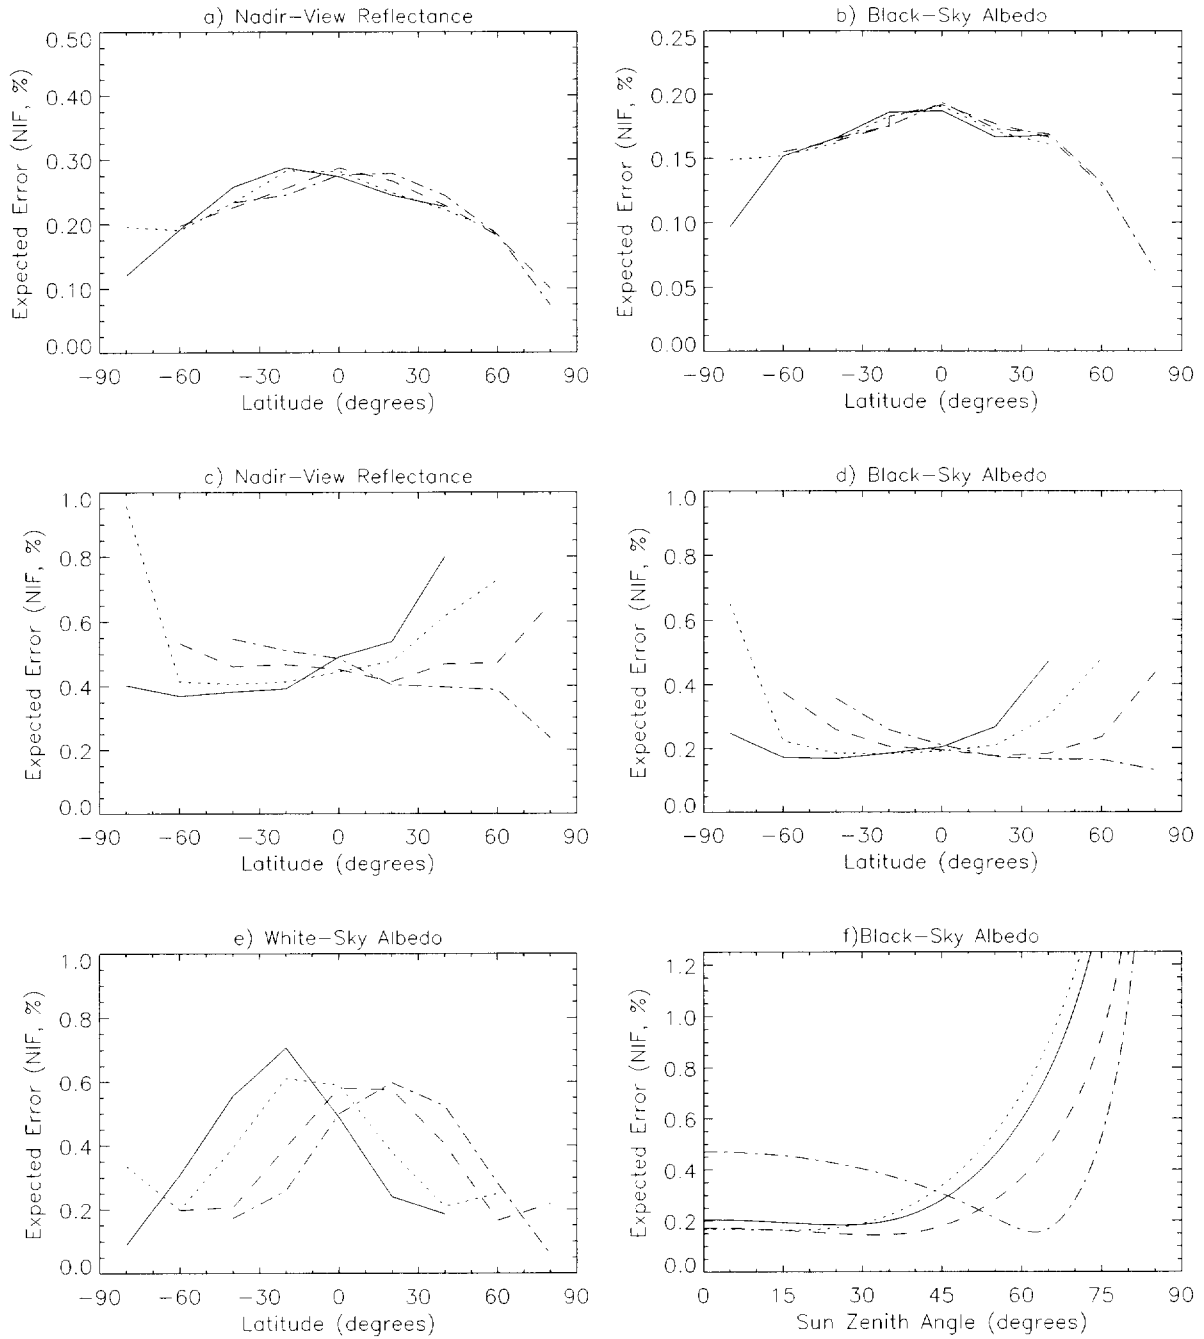 a) Nadir–View Reflectance
Expected Error (NIF, %)
0.50
0.40
0.30
0.20
0.10
0.00
−90 −60 −30 0 30 60 90
Latitude (degrees)
b) Black–Sky Albedo
Expected Error (NIF, %)
0.25
0.20
0.15
0.10
0.05
0.00
−90 −60 −30 0 30 60 90
Latitude (degrees)
c) Nadir–View Reflectance
Expected Error (NIF, %)
1.0
0.8
0.6
0.4
0.2
0.0
−90 −60 −30 0 30 60 90
Latitude (degrees)
d) Black–Sky Albedo
Expected Error (NIF, %)
1.0
0.8
0.6
0.4
0.2
0.0
−90 −60 −30 0 30 60 90
Latitude (degrees)
e) White–Sky Albedo
Expected Error (NIF, %)
1.0
0.8
0.6
0.4
0.2
0.0
−90 −60 −30 0 30 60 90
Latitude (degrees)
f)Black–Sky Albedo
Expected Error (NIF, %)
1.2
1.0
0.8
0.6
0.4
0.2
0.0
0 15 30 45 60 75 90
Sun Zenith Angle (degrees)